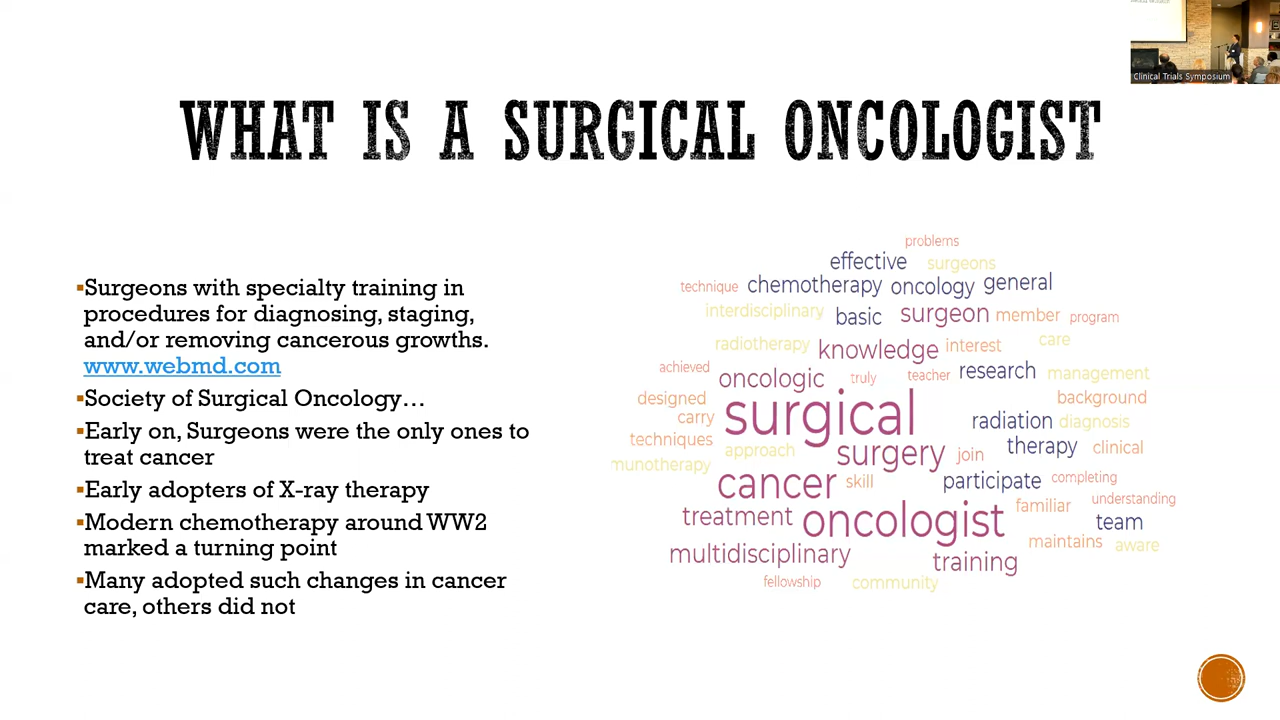 Clinical Trials Symposium
WHAT IS A SURGICAL ONCOLOGIST
▪Surgeons with specialty training in
procedures for diagnosing, staging,
and/or removing cancerous growths.
www.webmd.com
▪Society of Surgical Oncology…
▪Early on, Surgeons were the only ones to
treat cancer
▪Early adopters of X-ray therapy
▪Modern chemotherapy around WW2
marked a turning point
▪Many adopted such changes in cancer
care, others did not
problems
effective surgeons
technique chemotherapy oncology general
interdisciplinary basic surgeon member program
radiotherapy knowledge interest care
achieved oncologic truly teacher research management
designed surgical background
carry radiation diagnosis
techniques approach surgery join therapy clinical
munotherapy cancer skill participate completing
treatment oncologist familiar understanding
team
multidisciplinary training maintains aware
fellowship community